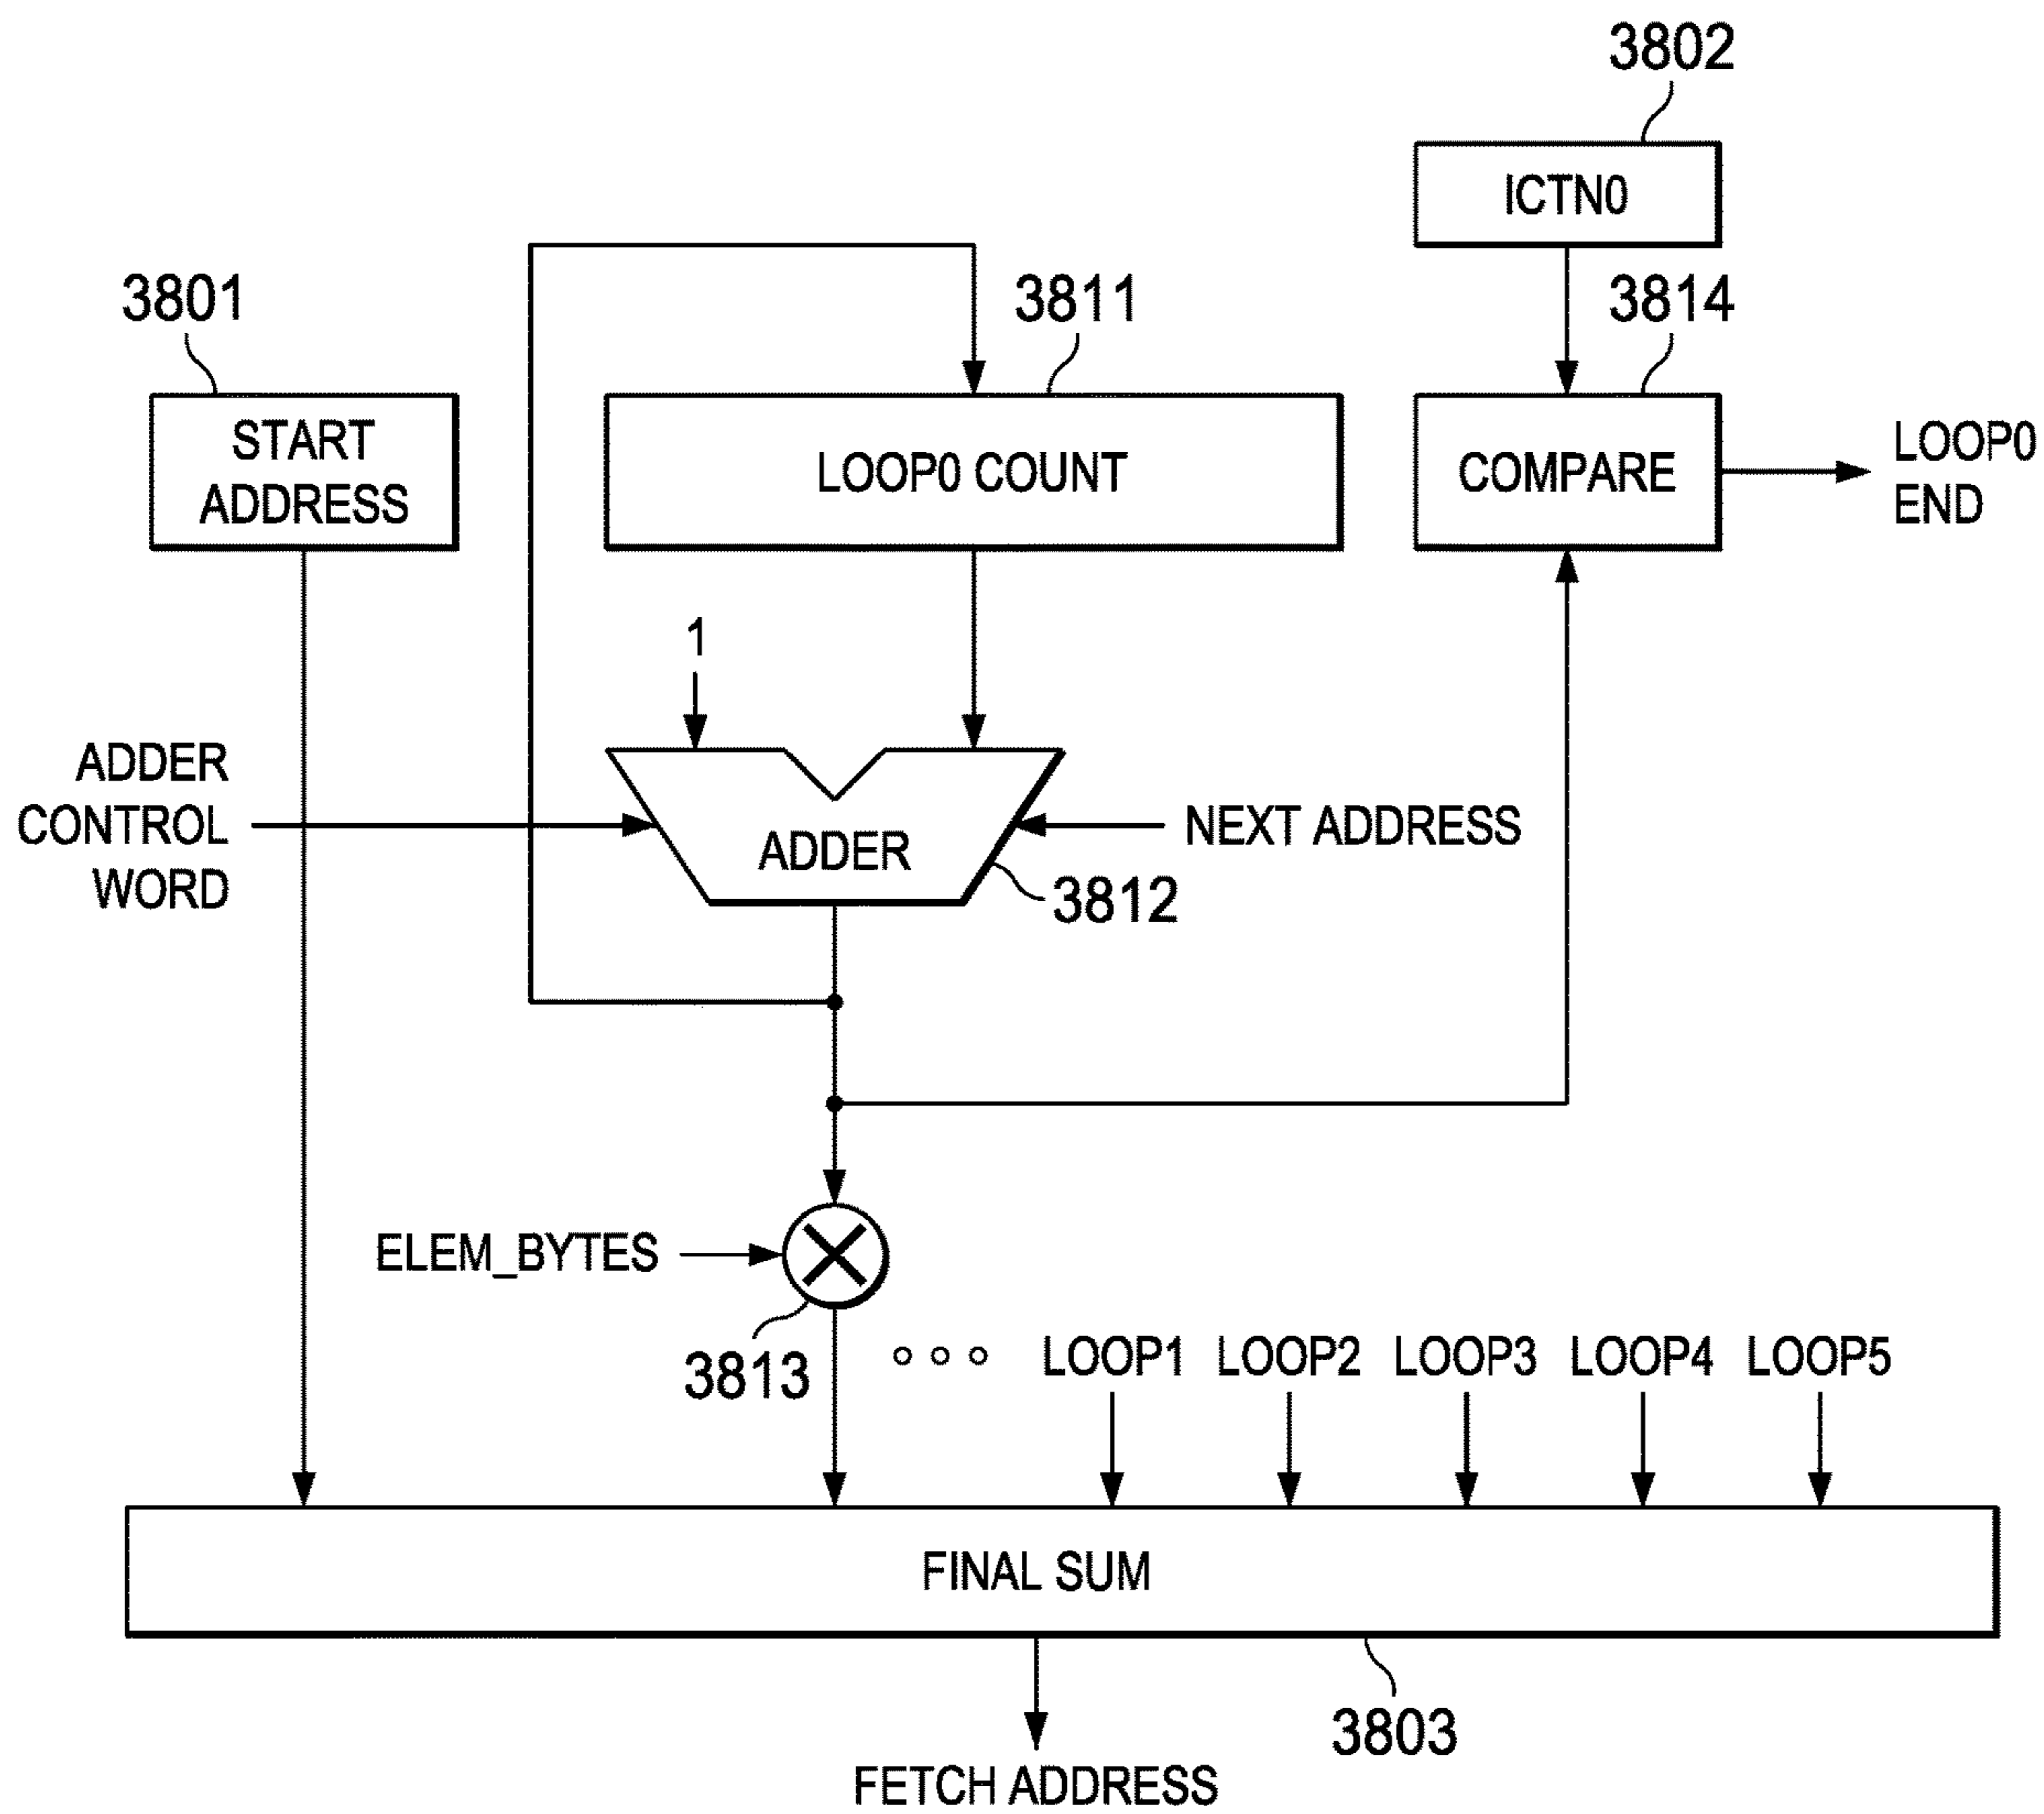 3802
ICTN0
3801
3811
3814
START
ADDRESS
LOOP0 COUNT
COMPARE
LOOP0
END
1
ADDER
CONTROL
WORD
ADDER
NEXT ADDRESS
3812
ELEM_BYTES
3813
LOOP1 LOOP2 LOOP3 LOOP4 LOOP5
FINAL SUM
3803
FETCH ADDRESS